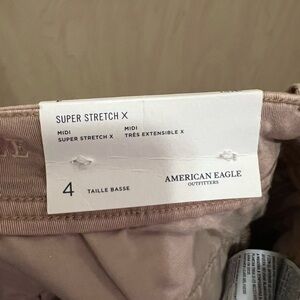 SUPER STRETCH X
MIDI MIDI
SUPER STRETCH X TRÈS EXTENSIBLE X
4 TAILLE BASSE
AMERICAN EAGLE
OUTFITTERS